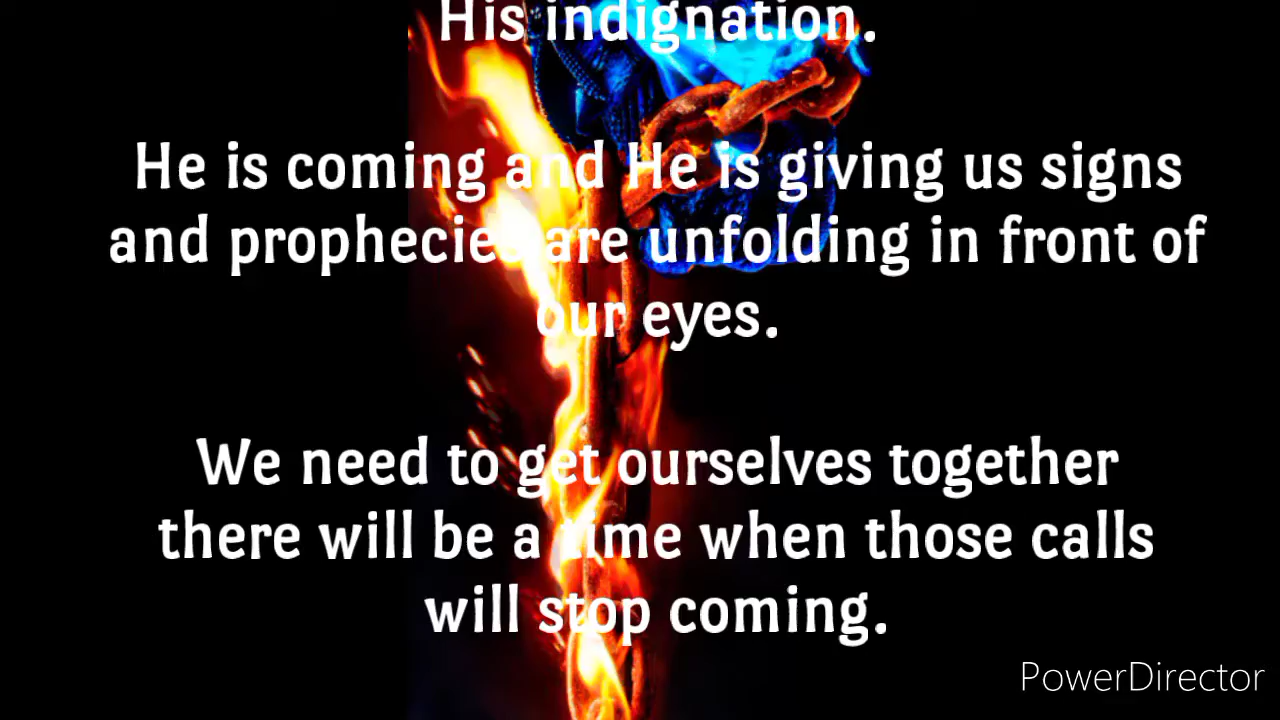 His indignation.
He is coming and He is giving us signs
and prophecies are unfolding in front of
our eyes.
We need to get ourselves together
there will be a time when those calls
will stop coming.
PowerDirector